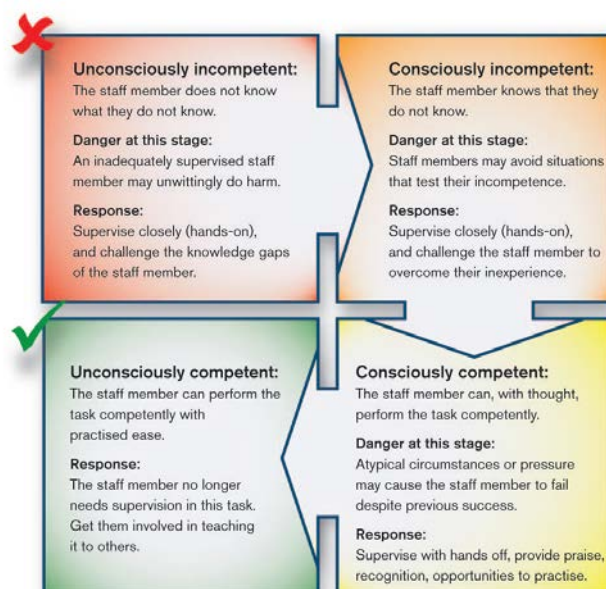 Unconsciously incompetent:
The staff member does not know
what they do not know.
Danger at this stage:
An inadequately supervised staff
member may unwittingly do harm.
Response:
Supervise closely (hands-on),
and challenge the knowledge gaps
of the staff member.
Consciously incompetent:
The staff member knows that they
do not know.
Danger at this stage:
Staff members may avoid situations
that test their incompetence.
Response:
Supervise closely (hands-on),
and challenge the staff member to
overcome their inexperience.
Unconsciously competent:
The staff member can perform the
task competently with
practised ease.
Response:
The staff member no longer
needs supervision in this task.
Get them involved in teaching
it to others.
Consciously competent:
The staff member can, with thought,
perform the task competently.
Danger at this stage:
Atypical circumstances or pressure
may cause the staff member to fail
despite previous success.
Response:
Supervise with hands off, provide praise,
recognition, opportunities to practise.